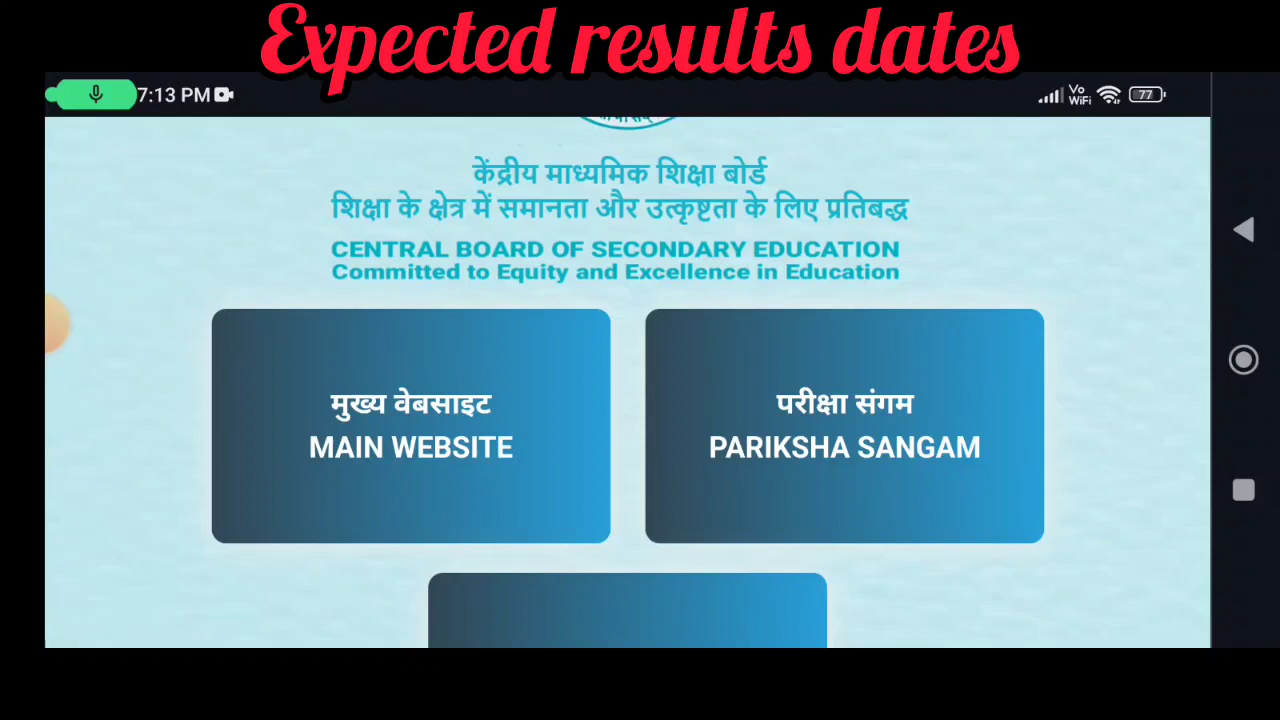 Expected results dates
7:13 PM
Vo
WiFi
77
केंद्रीय माध्यमिक शिक्षा बोर्ड
शिक्षा के क्षेत्र में समानता और उत्कृष्टता के लिए प्रतिबद्ध
CENTRAL BOARD OF SECONDARY EDUCATION
Committed to Equity and Excellence in Education
मुख्य वेबसाइट
MAIN WEBSITE
परीक्षा संगम
PARIKSHA SANGAM